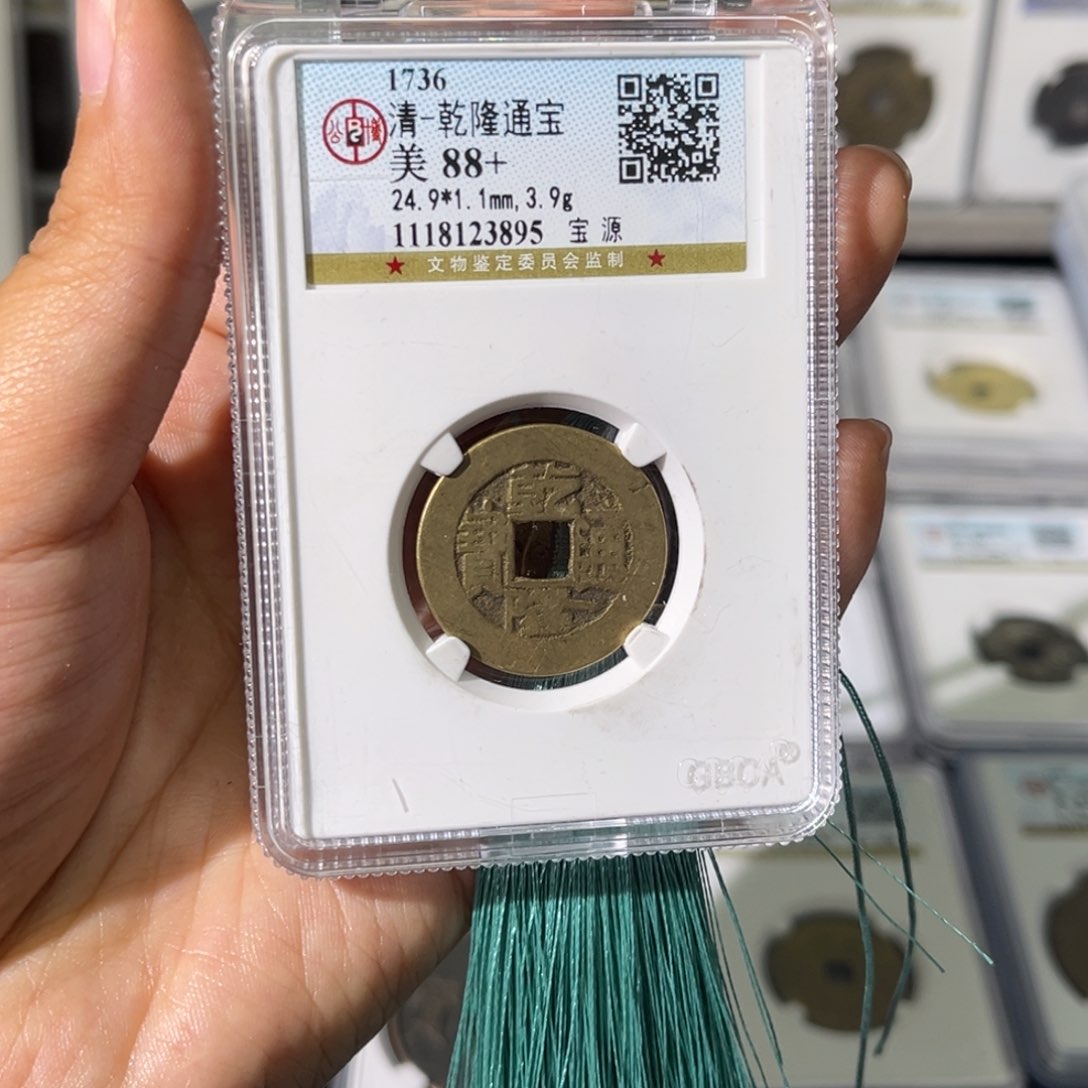 1736
清-乾隆通宝
美 88+
24.9*1.1mm,3.9g
1118123895 宝源
★ 文物鉴定委员会监制 ★
乾隆通寶
GBCA®